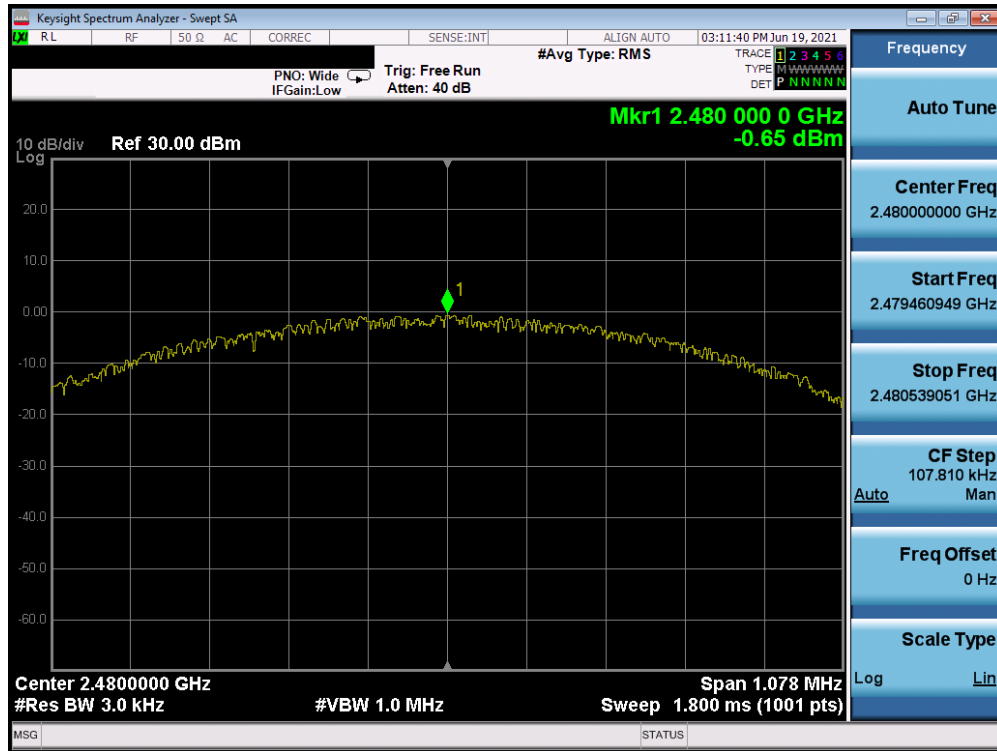 Keysight Spectrum Analyzer - Swept SA
LXI RL RF 50 Ω AC CORREC SENSE:INT ALIGN AUTO 03:11:40 PM Jun 19, 2021
Frequency
#Avg Type: RMS
TRACE 1 2 3 4 5 6
PNO: Wide Trig: Free Run
TYPE M WWWWW
IFGain:Low Atten: 40 dB
DET P N N N N N
Auto Tune
Mkr1 2.480 000 0 GHz
-0.65 dBm
10 dB/div Ref 30.00 dBm
Log
20.0
10.0
0.00
-10.0
-20.0
-30.0
-40.0
-50.0
-60.0
1
Center Freq
2.480000000 GHz
Start Freq
2.479460949 GHz
Stop Freq
2.480539051 GHz
CF Step
107.810 kHz
Auto Man
Freq Offset
0 Hz
Scale Type
Log Lin
Center 2.4800000 GHz Span 1.078 MHz
#Res BW 3.0 kHz #VBW 1.0 MHz Sweep 1.800 ms (1001 pts)
MSG STATUS